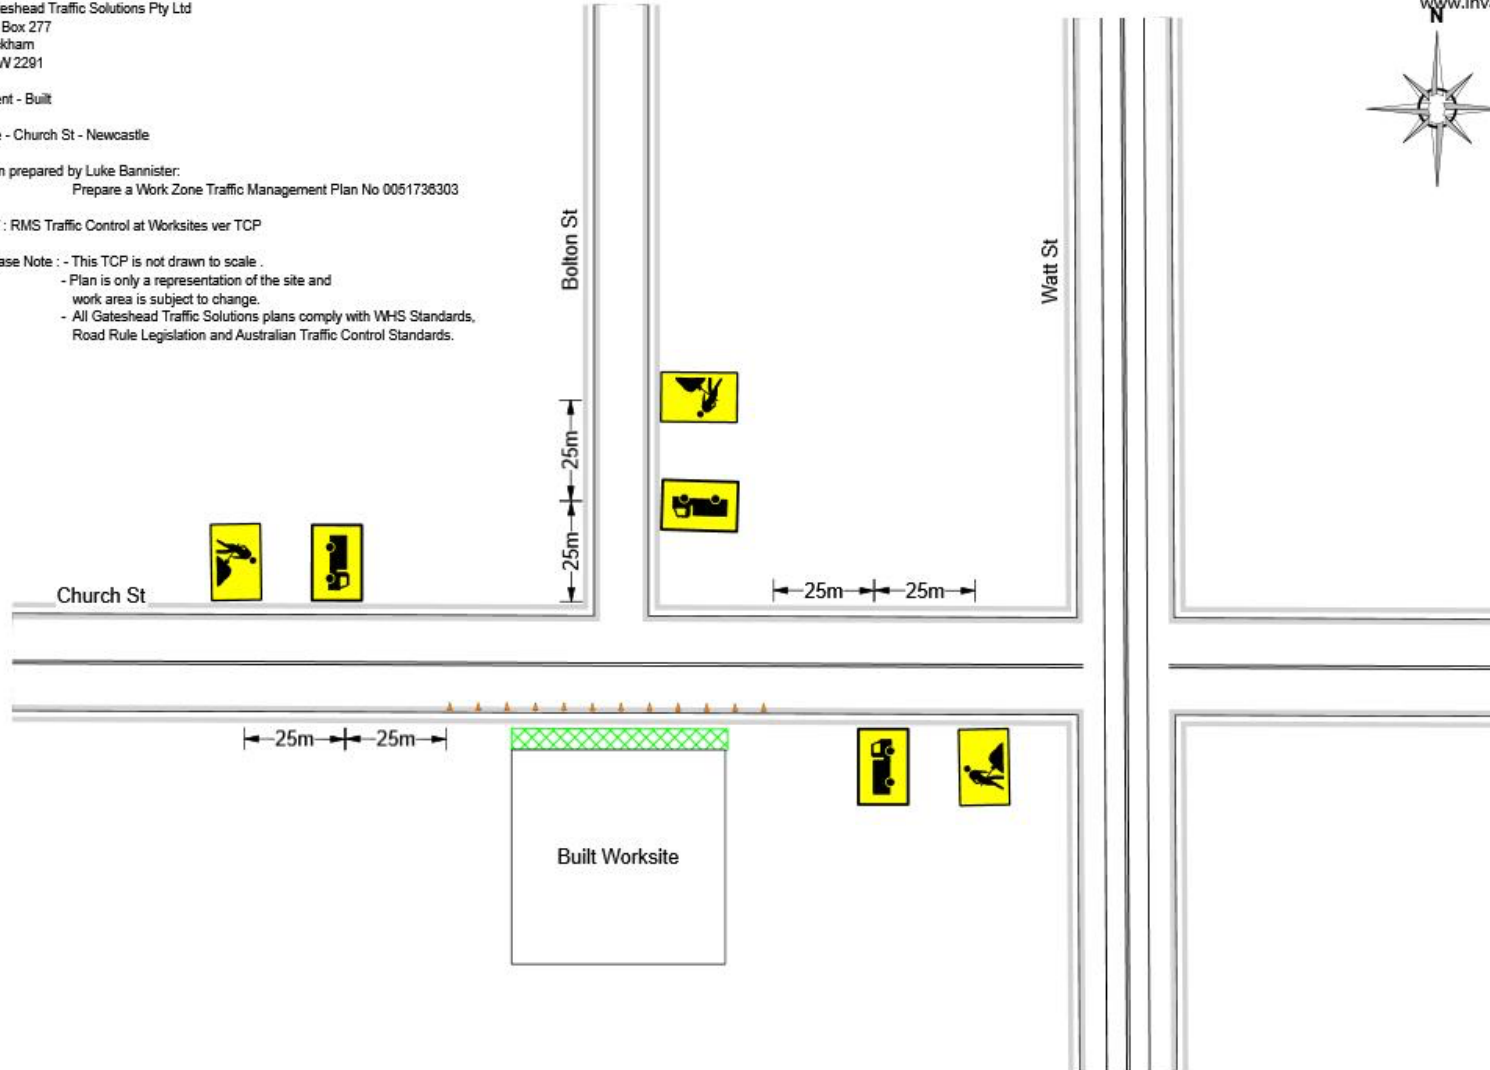 eshead Traffic Solutions Pty Ltd
Box 277
kham
W 2291
nt - Built
- Church St - Newcastle
n prepared by Luke Bannister:
Prepare a Work Zone Traffic Management Plan No 0051736303
: RMS Traffic Control at Worksites ver TCP
ase Note : - This TCP is not drawn to scale .
- Plan is only a representation of the site and
work area is subject to change.
- All Gateshead Traffic Solutions plans comply with WHS Standards,
Road Rule Legislation and Australian Traffic Control Standards.
www.inv
N
Bolton St
Watt St
25m
25m
Church St
25m
25m
25m
25m
Built Worksite